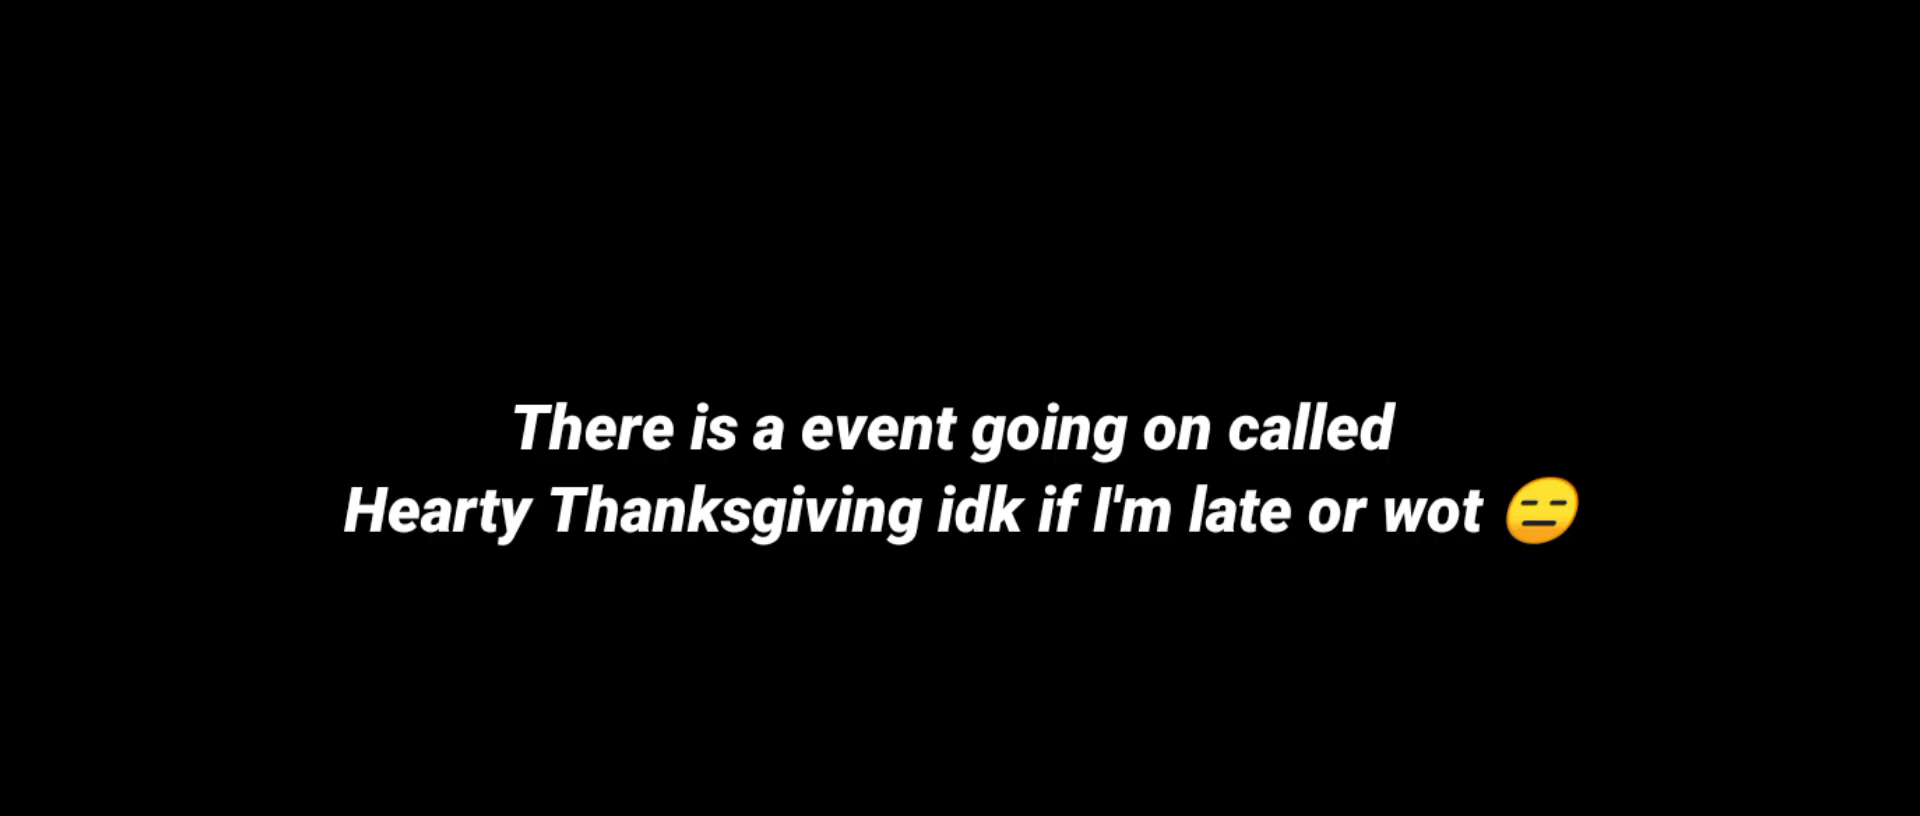 There is a event going on called
Hearty Thanksgiving idk if I'm late or wot 😑